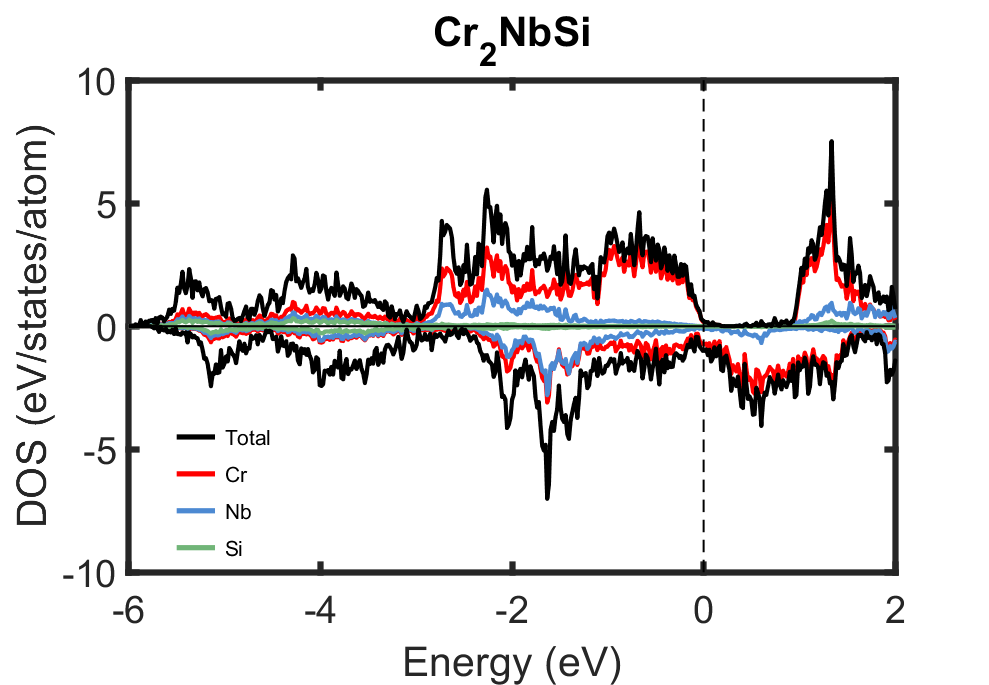 Cr2NbSi
10
5
0
-5
-10
DOS (eV/states/atom)
Total
Cr
Nb
Si
-6 -4 -2 0 2
Energy (eV)